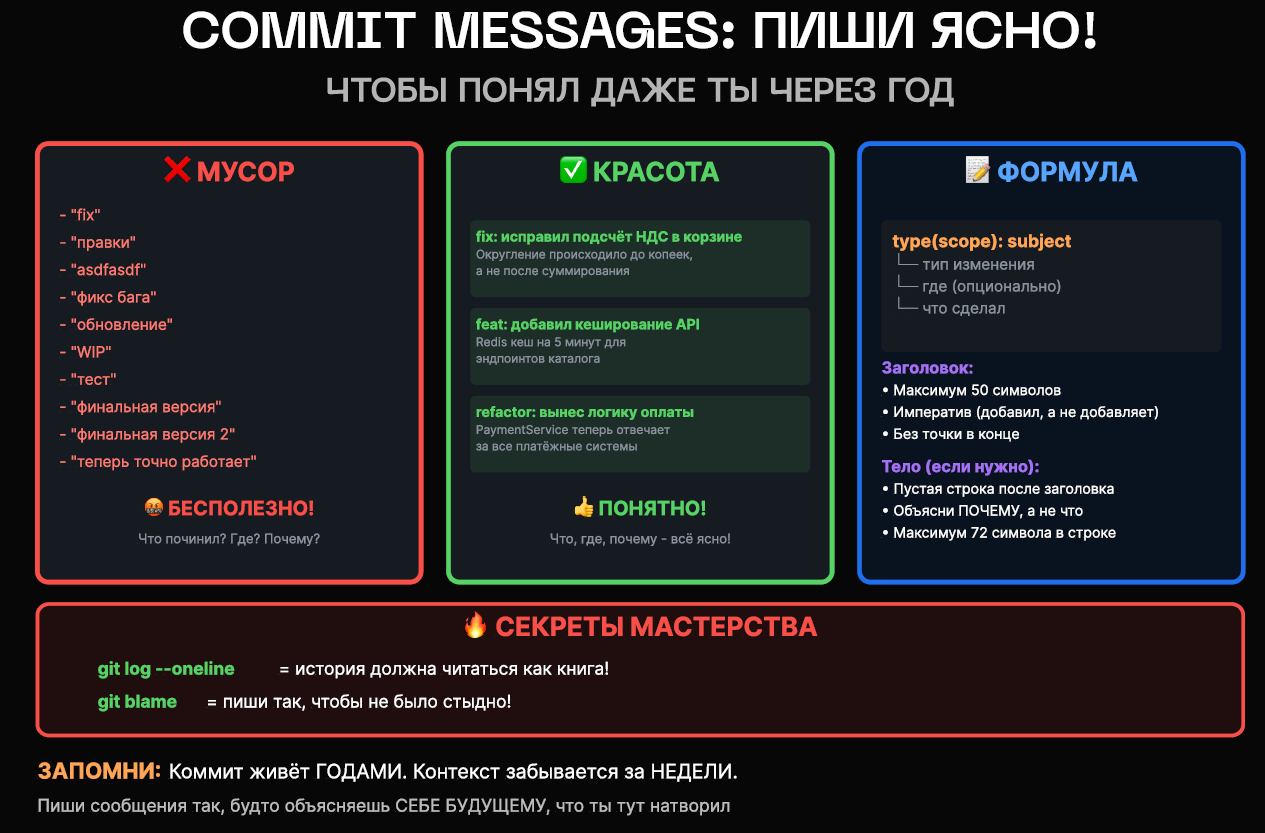 COMMIT MESSAGES: ПИШИ ЯСНО!
ЧТОБЫ ПОНЯЛ ДАЖЕ ТЫ ЧЕРЕЗ ГОД
❌ МУСОР
- "fix"
- "правки"
- "asdfasdf"
- "фикс бага"
- "обновление"
- "WIP"
- "тест"
- "финальная версия"
- "финальная версия 2"
- "теперь точно работает"
🤬 БЕСПОЛЕЗНО!
Что починил? Где? Почему?
✅ КРАСОТА
fix: исправил подсчёт НДС в корзине
Округление происходило до копеек,
а не после суммирования
feat: добавил кеширование API
Redis кеш на 5 минут для
эндпоинтов каталога
refactor: вынес логику оплаты
PaymentService теперь отвечает
за все платёжные системы
👍 ПОНЯТНО!
Что, где, почему - всё ясно!
📝 ФОРМУЛА
type(scope): subject
└── тип изменения
└── где (опционально)
└── что сделал
Заголовок:
• Максимум 50 символов
• Императив (добавил, а не добавляет)
• Без точки в конце
Тело (если нужно):
• Пустая строка после заголовка
• Объясни ПОЧЕМУ, а не что
• Максимум 72 символа в строке
🔥 СЕКРЕТЫ МАСТЕРСТВА
git log --oneline = история должна читаться как книга!
git blame = пиши так, чтобы не было стыдно!
ЗАПОМНИ: Коммит живёт ГОДАМИ. Контекст забывается за НЕДЕЛИ.
Пиши сообщения так, будто объясняешь СЕБЕ БУДУЩЕМУ, что ты тут натворил